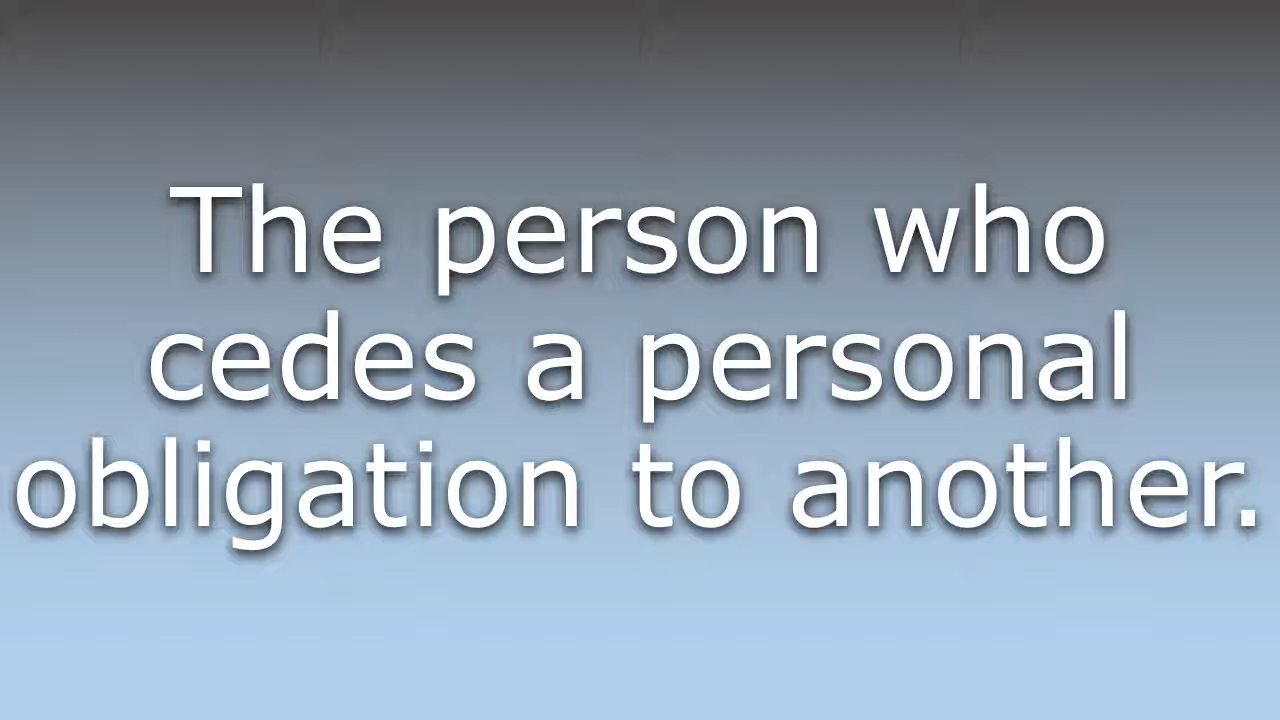 The person who
cedes a personal
obligation to another.